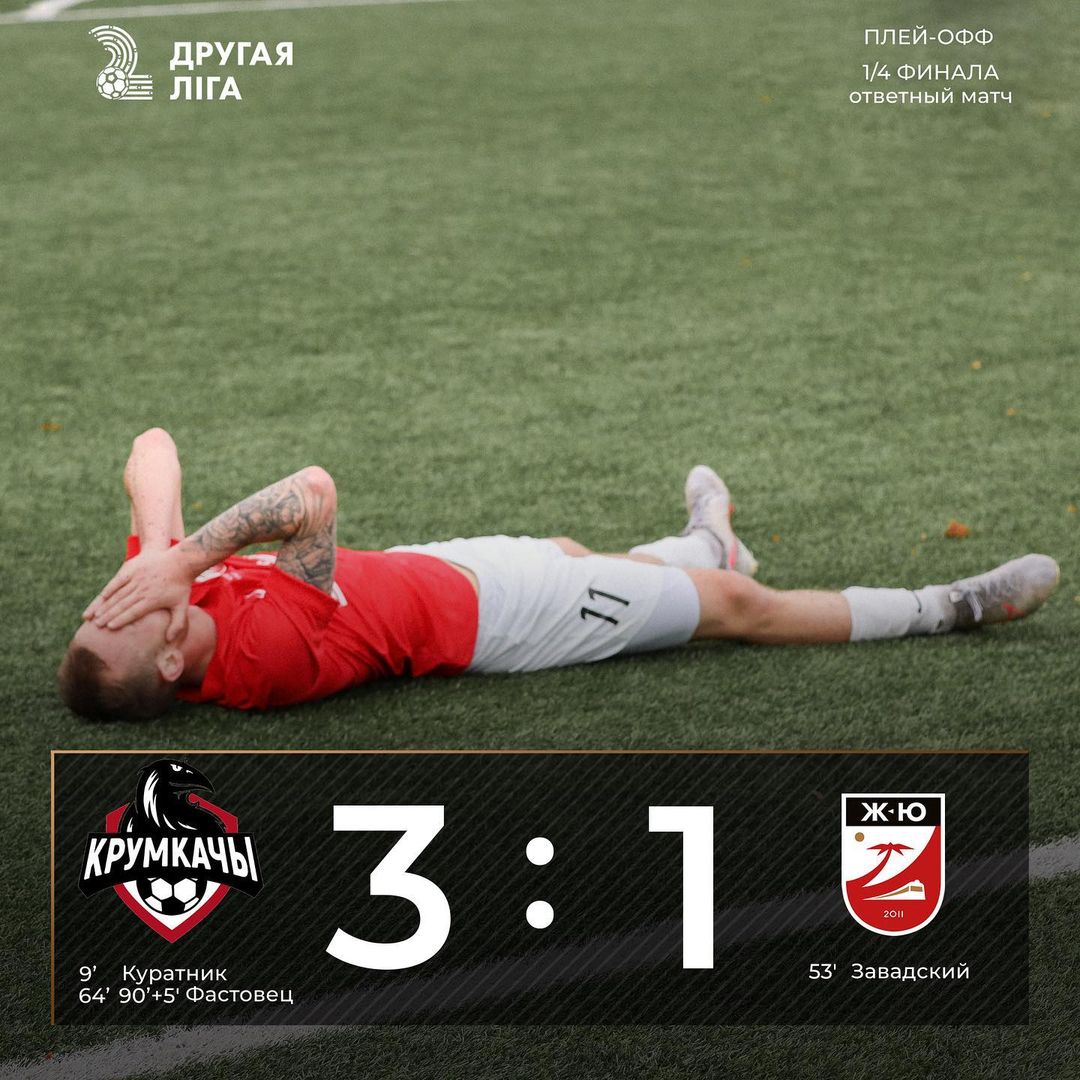 ДРУГАЯ
ЛІГА
ПЛЕЙ-ОФФ
1/4 ФИНАЛА
ответный матч
11
КРУМКАЧЫ
3 : 1
Ж-Ю
2011
9’ Куратник
64’ 90’+5' Фастовец
53' Завадский